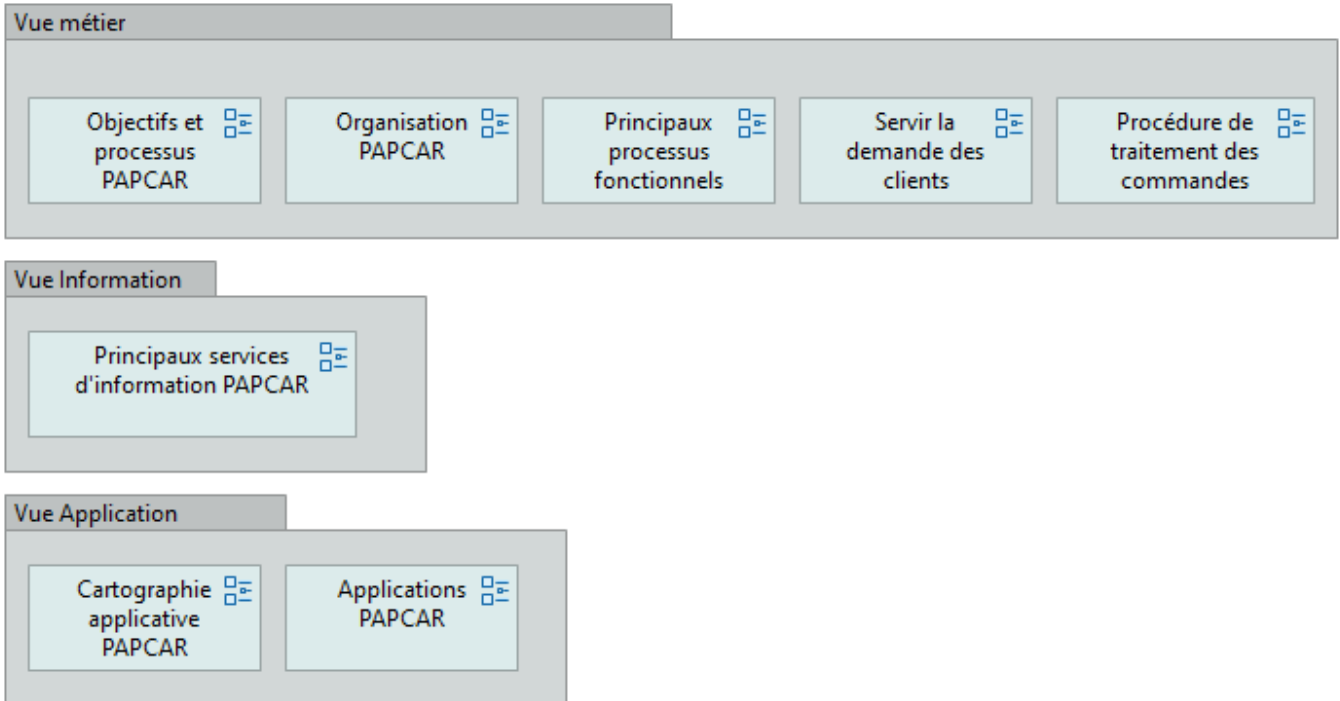 Vue métier
Objectifs et
processus
PAPCAR
Organisation
PAPCAR
Principaux
processus
fonctionnels
Servir la
demande des
clients
Procédure de
traitement des
commandes
Vue Information
Principaux services
d'information PAPCAR
Vue Application
Cartographie
applicative
PAPCAR
Applications
PAPCAR